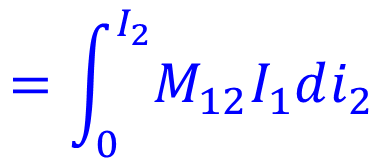 = ∫₀^{I₂} M₁₂I₁di₂